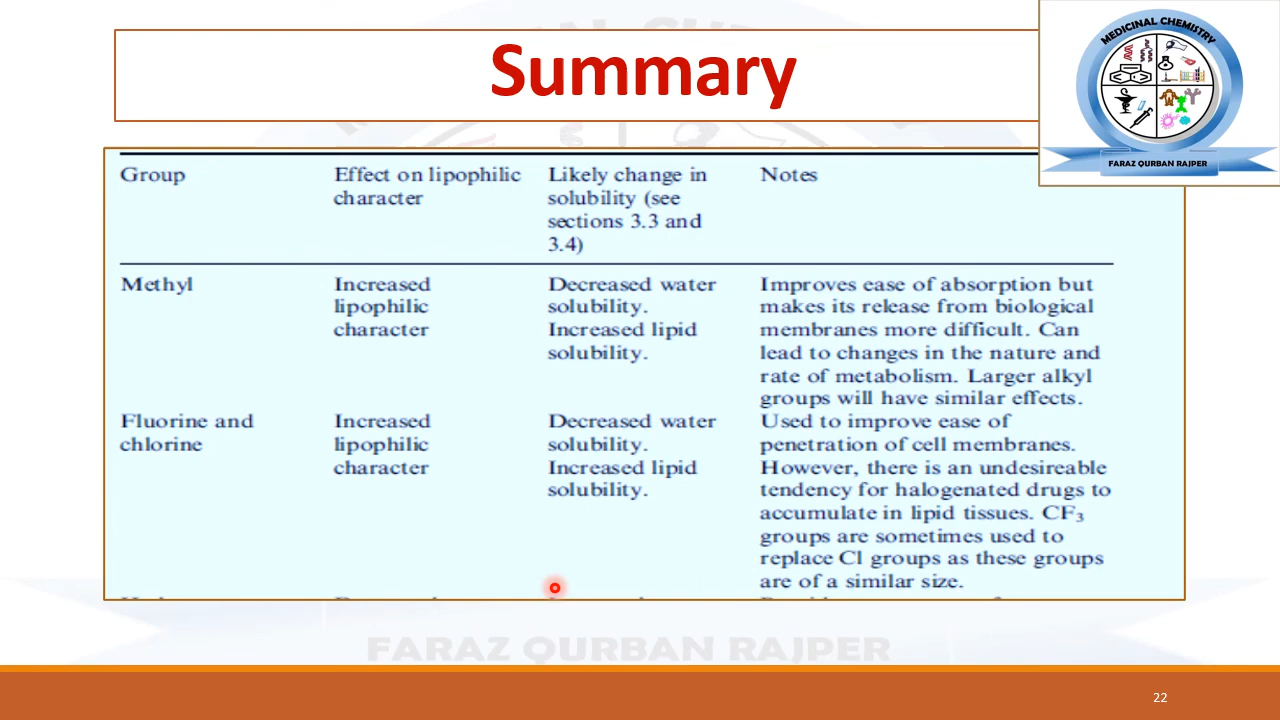 Summary
MEDICINAL CHEMISTRY
FARAZ QURBAN RAJPER
Group
Effect on lipophilic
character
Likely change in
solubility (see
sections 3.3 and
3.4)
Notes
Methyl
Increased
lipophilic
character
Decreased water
solubility.
Increased lipid
solubility.
Improves ease of absorption but
makes its release from biological
membranes more difficult. Can
lead to changes in the nature and
rate of metabolism. Larger alkyl
groups will have similar effects.
Fluorine and
chlorine
Increased
lipophilic
character
Decreased water
solubility.
Increased lipid
solubility.
Used to improve ease of
penetration of cell membranes.
However, there is an undesireable
tendency for halogenated drugs to
accumulate in lipid tissues. CF₃
groups are sometimes used to
replace Cl groups as these groups
are of a similar size.
FARAZ QURBAN RAJPER
22